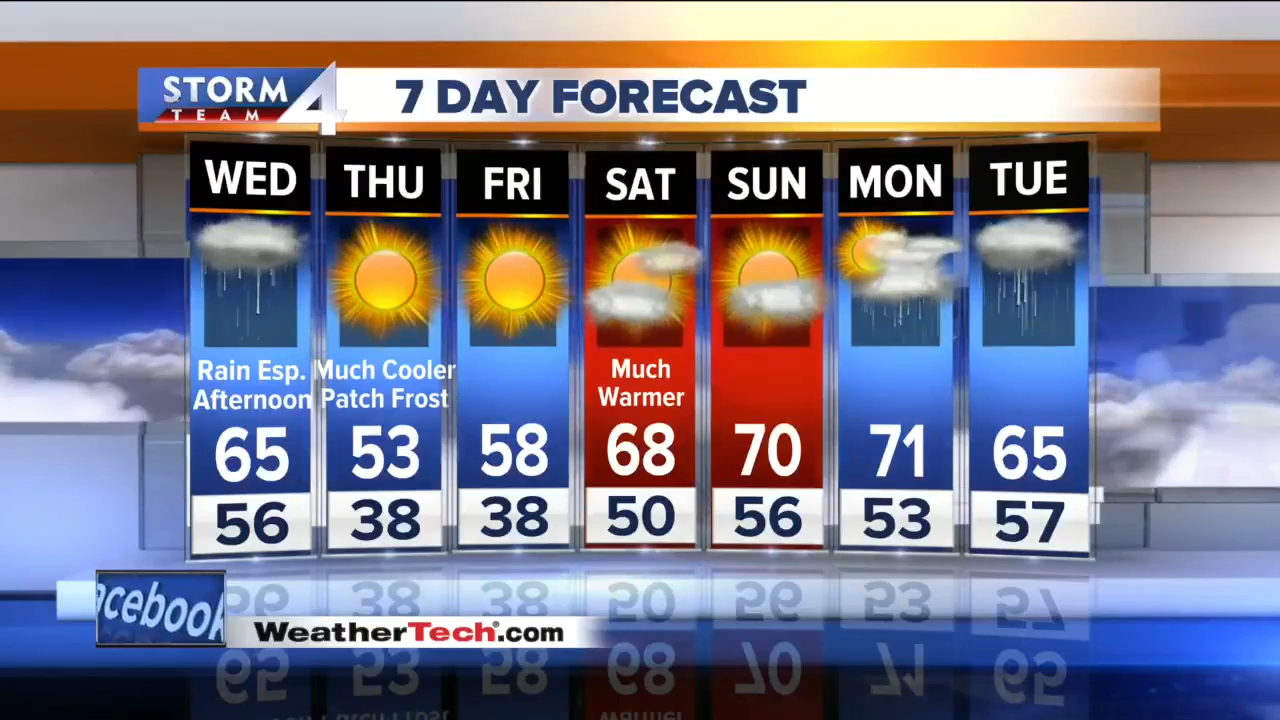 STORM
TEAM
4
7 DAY FORECAST
WED THU FRI SAT SUN MON TUE
Rain Esp. Much Cooler Much
Afternoon Patch Frost Warmer
65 53 58 68 70 71 65
56 38 38 50 56 53 57
acebook
WeatherTech®.com